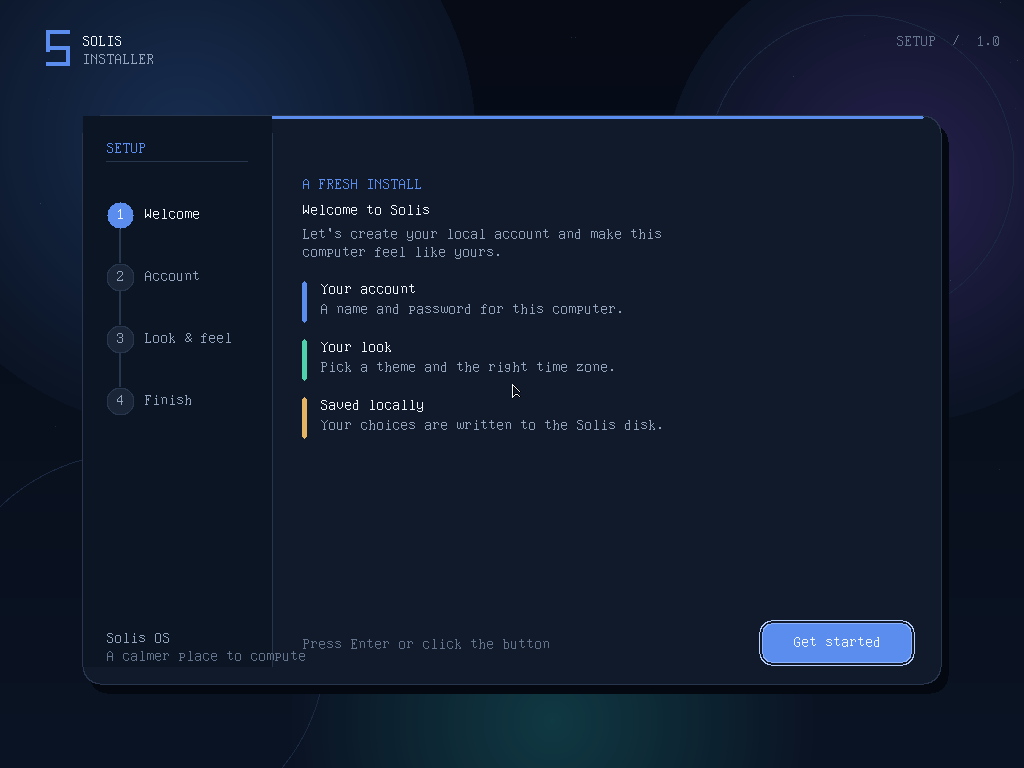 SOLIS
INSTALLER
SETUP / 1.0
SETUP
1 Welcome
2 Account
3 Look & feel
4 Finish
Solis OS
A calmer place to compute
A FRESH INSTALL
Welcome to Solis
Let's create your local account and make this
computer feel like yours.
Your account
A name and password for this computer.
Your look
Pick a theme and the right time zone.
Saved locally
Your choices are written to the Solis disk.
Press Enter or click the button
Get started